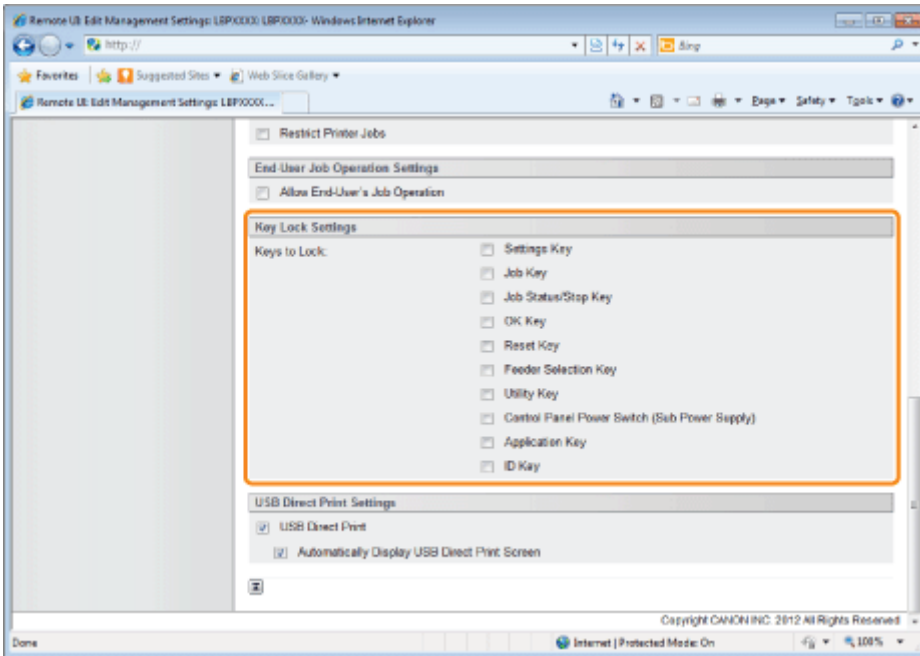 Remote UI: Edit Management Settings: LBPXXXX: LBPXXXX- Windows Internet Explorer
http://
Bing
Favorites Suggested Sites Web Slice Gallery
Remote UI: Edit Management Settings: LBPXXXX... Page Safety Tools
Restrict Printer Jobs
End-User Job Operation Settings
Allow End-User's Job Operation
Key Lock Settings
Keys to Lock: Settings Key
Job Key
Job Status/Stop Key
OK Key
Reset Key
Feeder Selection Key
Utility Key
Control Panel Power Switch (Sub Power Supply)
Application Key
ID Key
USB Direct Print Settings
USB Direct Print
Automatically Display USB Direct Print Screen
Copyright CANON INC. 2012 All Rights Reserved
Done Internet | Protected Mode: On 100%